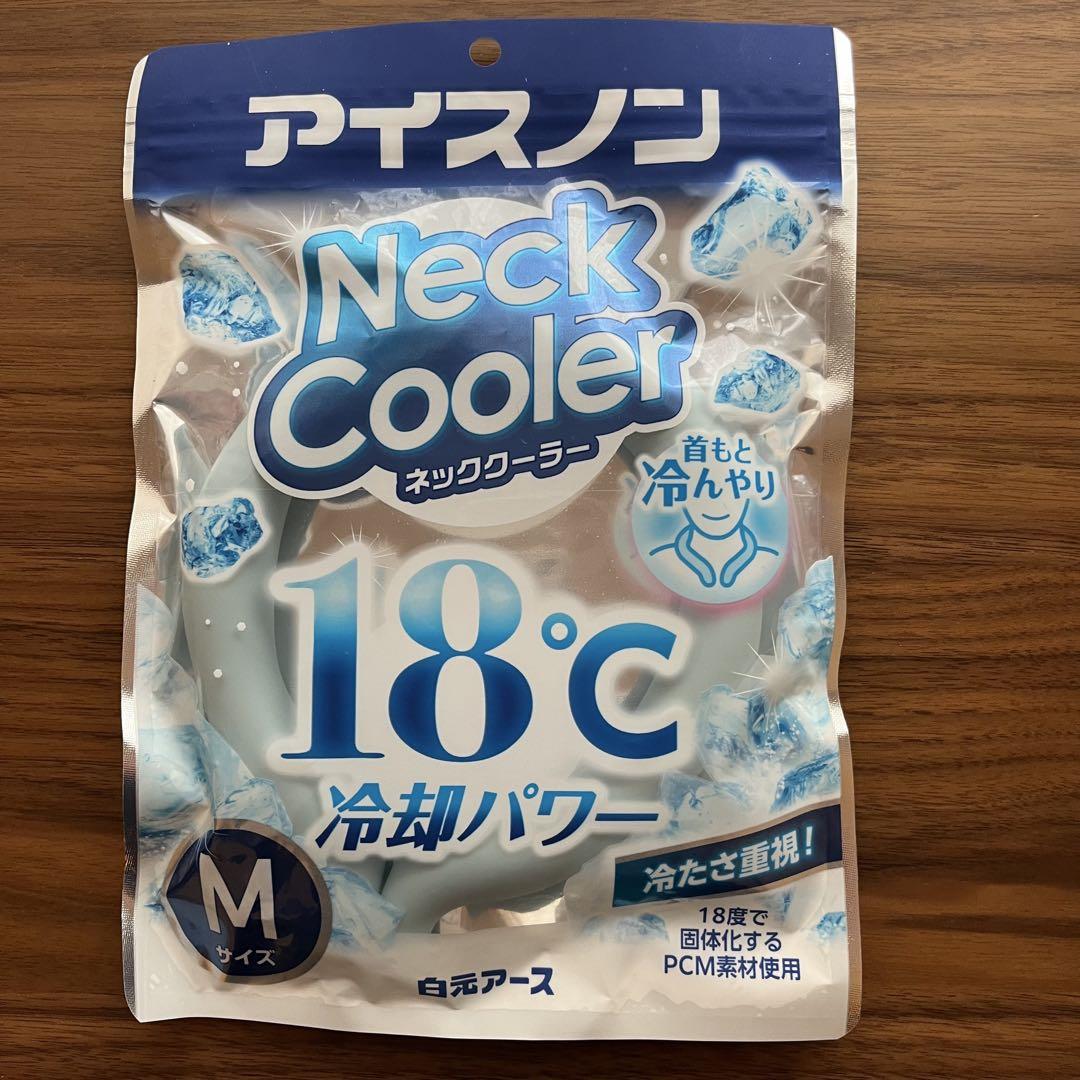 アイスノン
Neck
Cooler
ネッククーラー
首もと
冷んやり
18℃
冷却パワー
冷たさ重視!
M
サイズ
18度で
固体化する
PCM素材使用
白元アース